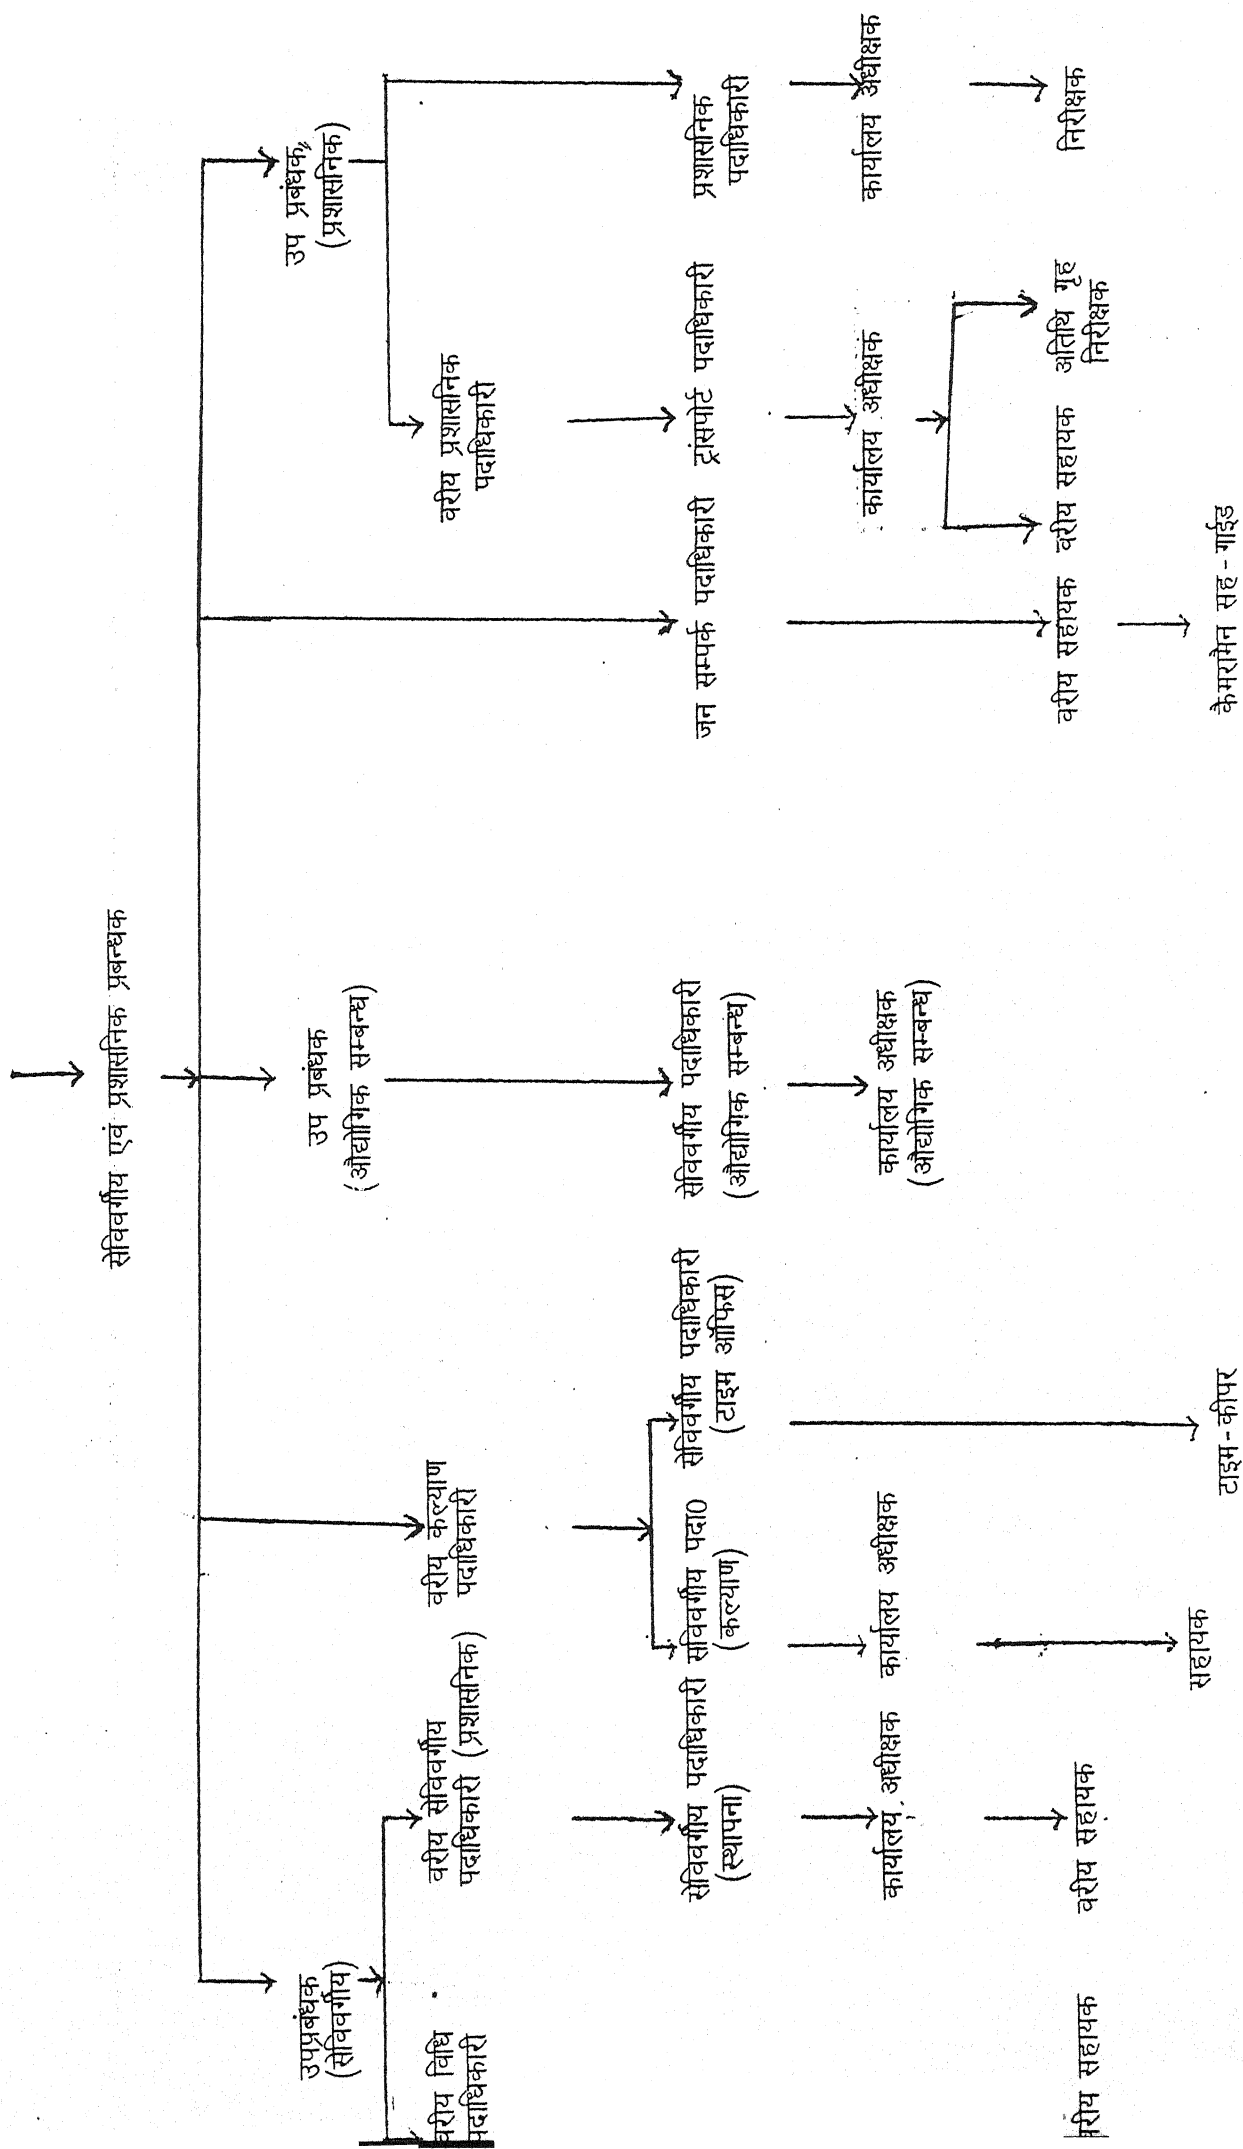 सेविवर्गीय एवं प्रशासनिक प्रबन्धक
उपप्रबंधक
(सेविवर्गीय)
उप प्रबंधक
(औद्योगिक सम्बन्ध)
उप प्रबंधक
(प्रशासनिक)
वरीय विधि
पदाधिकारी
वरीय सेविवर्गीय
पदाधिकारी (प्रशासनिक)
वरीय कल्याण
पदाधिकारी
वरीय प्रशासनिक
पदाधिकारी
सेविवर्गीय पदाधिकारी
(स्थापना)
सेविवर्गीय पदा0
(कल्याण)
सेविवर्गीय पदाधिकारी
(टाइम ऑफिस)
सेविवर्गीय पदाधिकारी
(औद्योगिक सम्बन्ध)
जन सम्पर्क पदाधिकारी
ट्रांसपोर्ट पदाधिकारी
प्रशासनिक
पदाधिकारी
कार्यालय अधीक्षक
कार्यालय अधीक्षक
कार्यालय अधीक्षक
(औद्योगिक सम्बन्ध)
कार्यालय अधीक्षक
कार्यालय अधीक्षक
वरीय सहायक
वरीय सहायक
वरीय सहायक
वरीय सहायक
अतिथि गृह
निरीक्षक
निरीक्षक
सहायक
टाइम-कीपर
कैमरामैन सह-गाईड